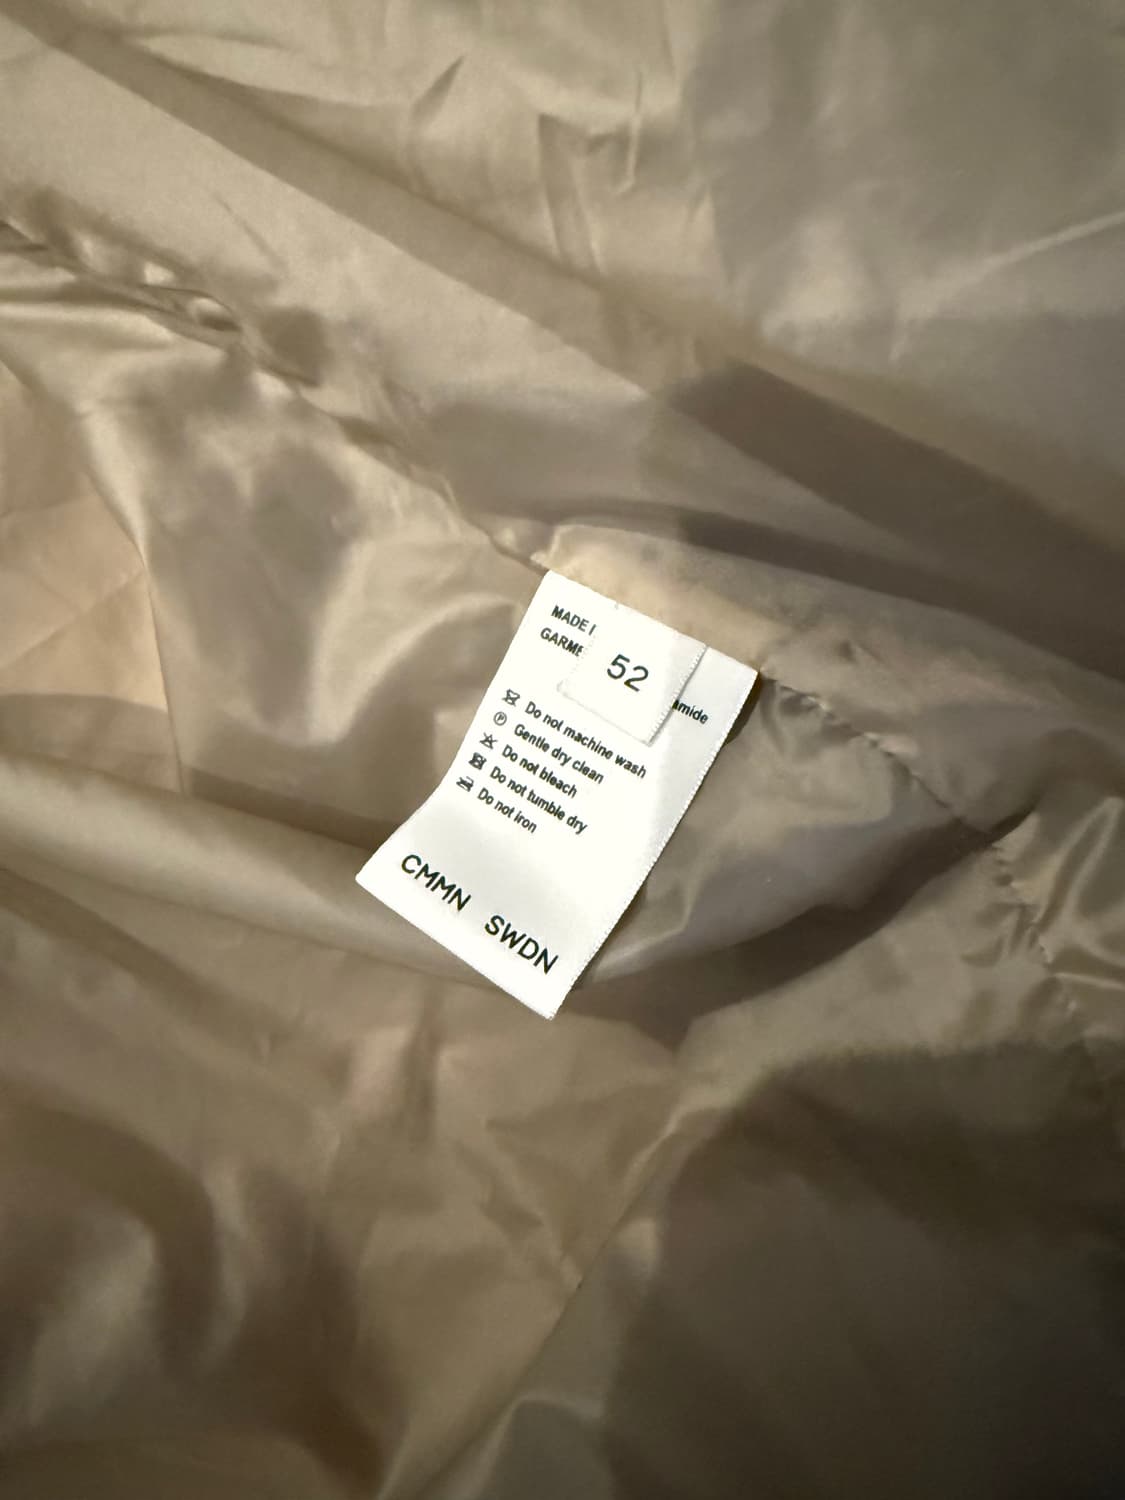 MADE I
GARME
52
amide
Do not machine wash
Gentle dry clean
Do not bleach
Do not tumble dry
Do not iron
CMMN SWDN